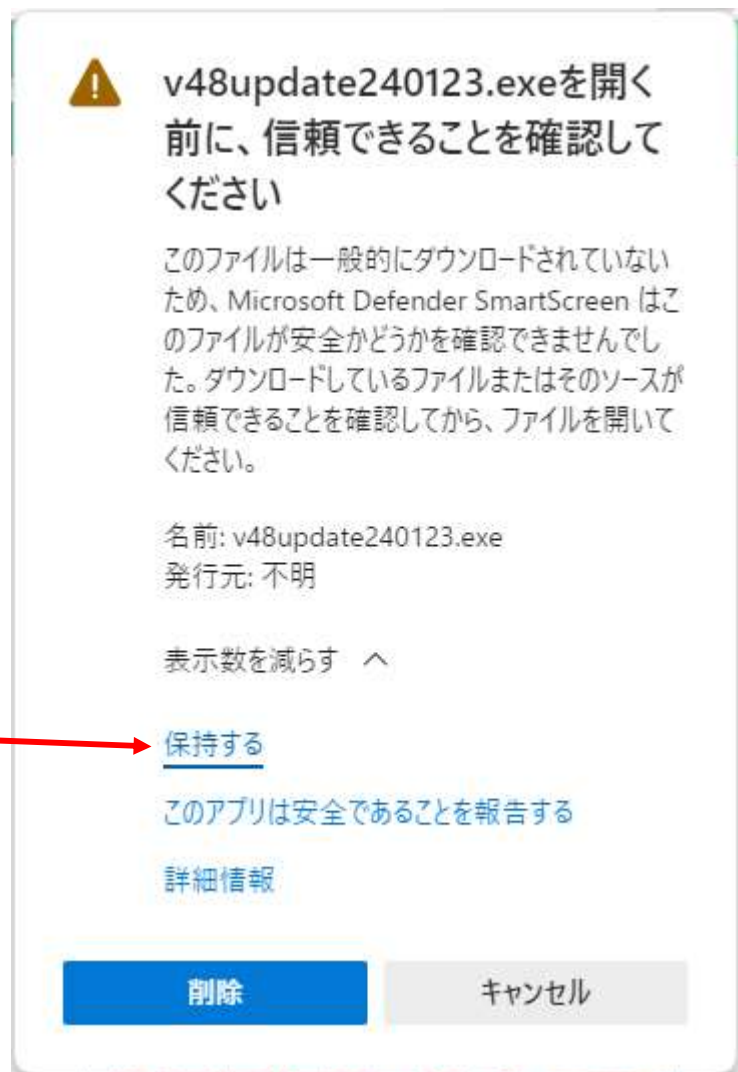 v48update240123.exeを開く
前に、信頼できることを確認して
ください
このファイルは一般的にダウンロードされていない
ため、Microsoft Defender SmartScreen はこ
のファイルが安全かどうかを確認できませんでし
た。ダウンロードしているファイルまたはそのソースが
信頼できることを確認してから、ファイルを開いて
ください。
名前: v48update240123.exe
発行元: 不明
表示数を減らす
保持する
このアプリは安全であることを報告する
詳細情報
削除
キャンセル